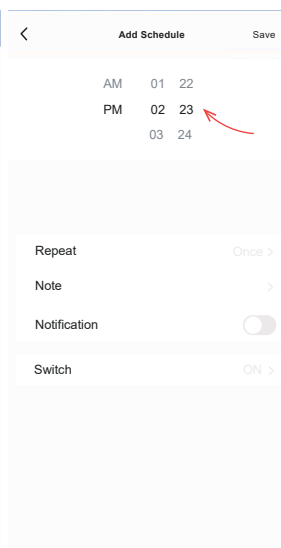 Add Schedule Save
AM 01 22
PM 02 23
03 24
Repeat Once >
Note >
Notification
Switch ON >